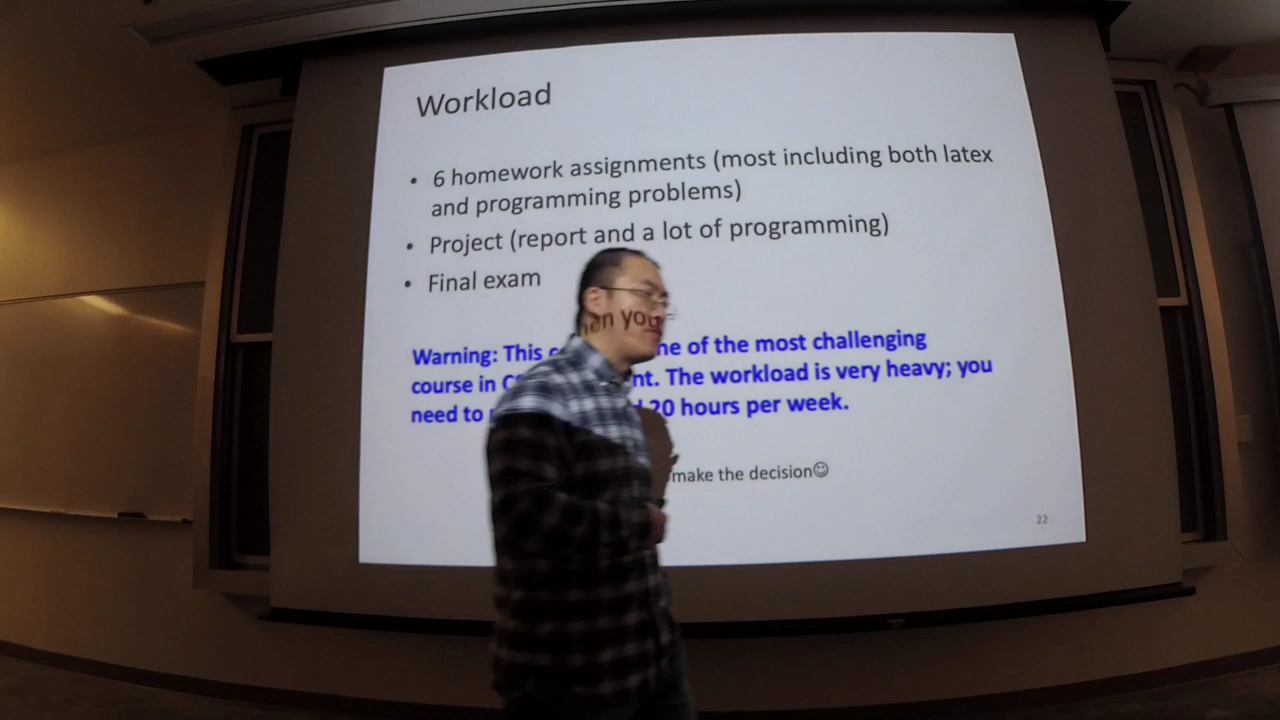 Workload
• 6 homework assignments (most including both latex
and programming problems)
• Project (report and a lot of programming)
• Final exam
Warning: This of the most challenging
course in The workload is very heavy; you
need to 20 hours per week.
you make the decision☺
22